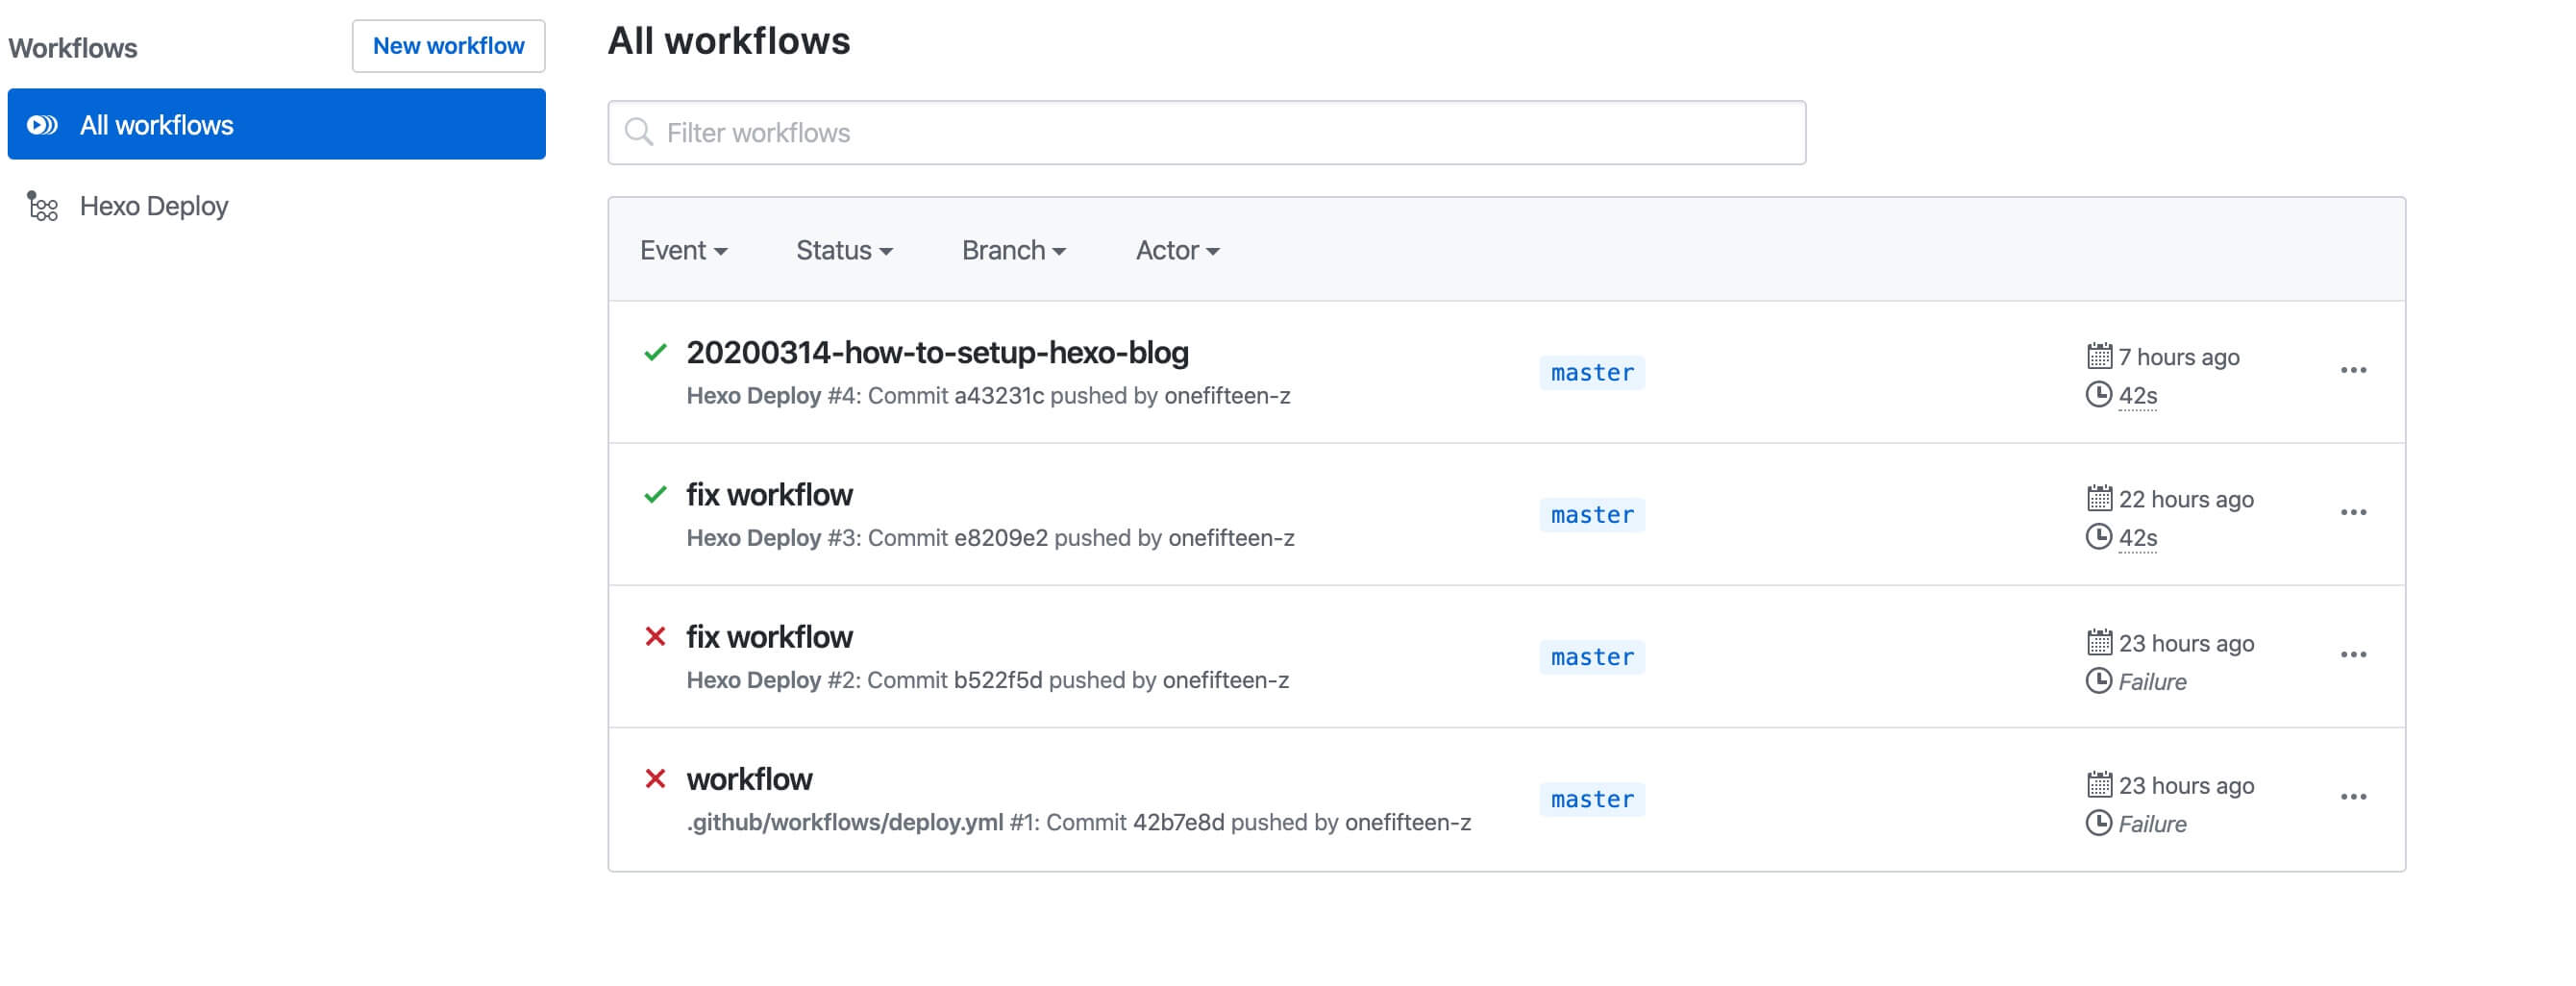 Workflows
New workflow
All workflows
Hexo Deploy
All workflows
Filter workflows
Event Status Branch Actor
20200314-how-to-setup-hexo-blog
Hexo Deploy #4: Commit a43231c pushed by onefifteen-z
master
7 hours ago
42s
fix workflow
Hexo Deploy #3: Commit e8209e2 pushed by onefifteen-z
master
22 hours ago
42s
fix workflow
Hexo Deploy #2: Commit b522f5d pushed by onefifteen-z
master
23 hours ago
Failure
workflow
.github/workflows/deploy.yml #1: Commit 42b7e8d pushed by onefifteen-z
master
23 hours ago
Failure